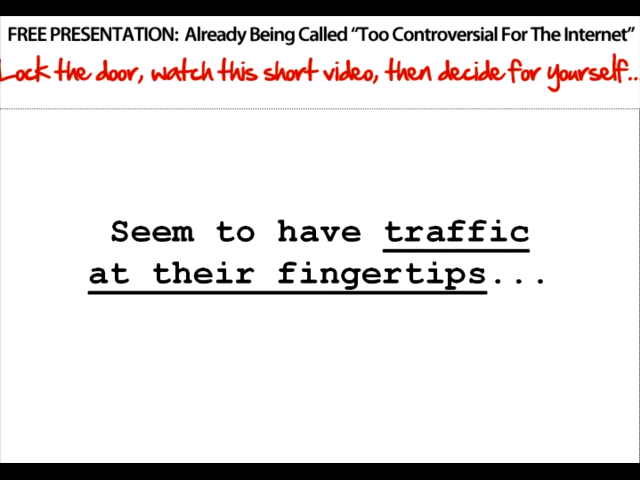 FREE PRESENTATION: Already Being Called “Too Controversial For The Internet”
Lock the door, watch this short video, then decide for yourself...
Seem to have traffic
at their fingertips...